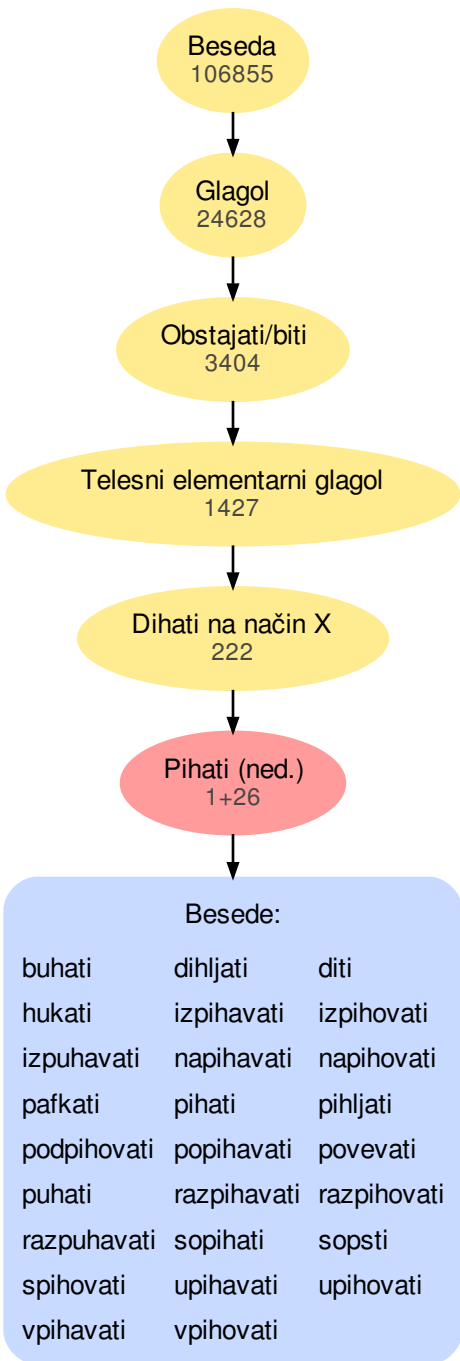 Beseda
106855
Glagol
24628
Obstajati/biti
3404
Telesni elementarni glagol
1427
Dihati na način X
222
Pihati (ned.)
1+26
Besede:
buhati dihljati diti
hukati izpihavati izpihovati
izpuhavati napihavati napihovati
pafkati pihati pihljati
podpihovati popihavati povevati
puhati razpihavati razpihovati
razpuhavati sopihati sopsti
spihovati upihavati upihovati
vpihavati vpihovati